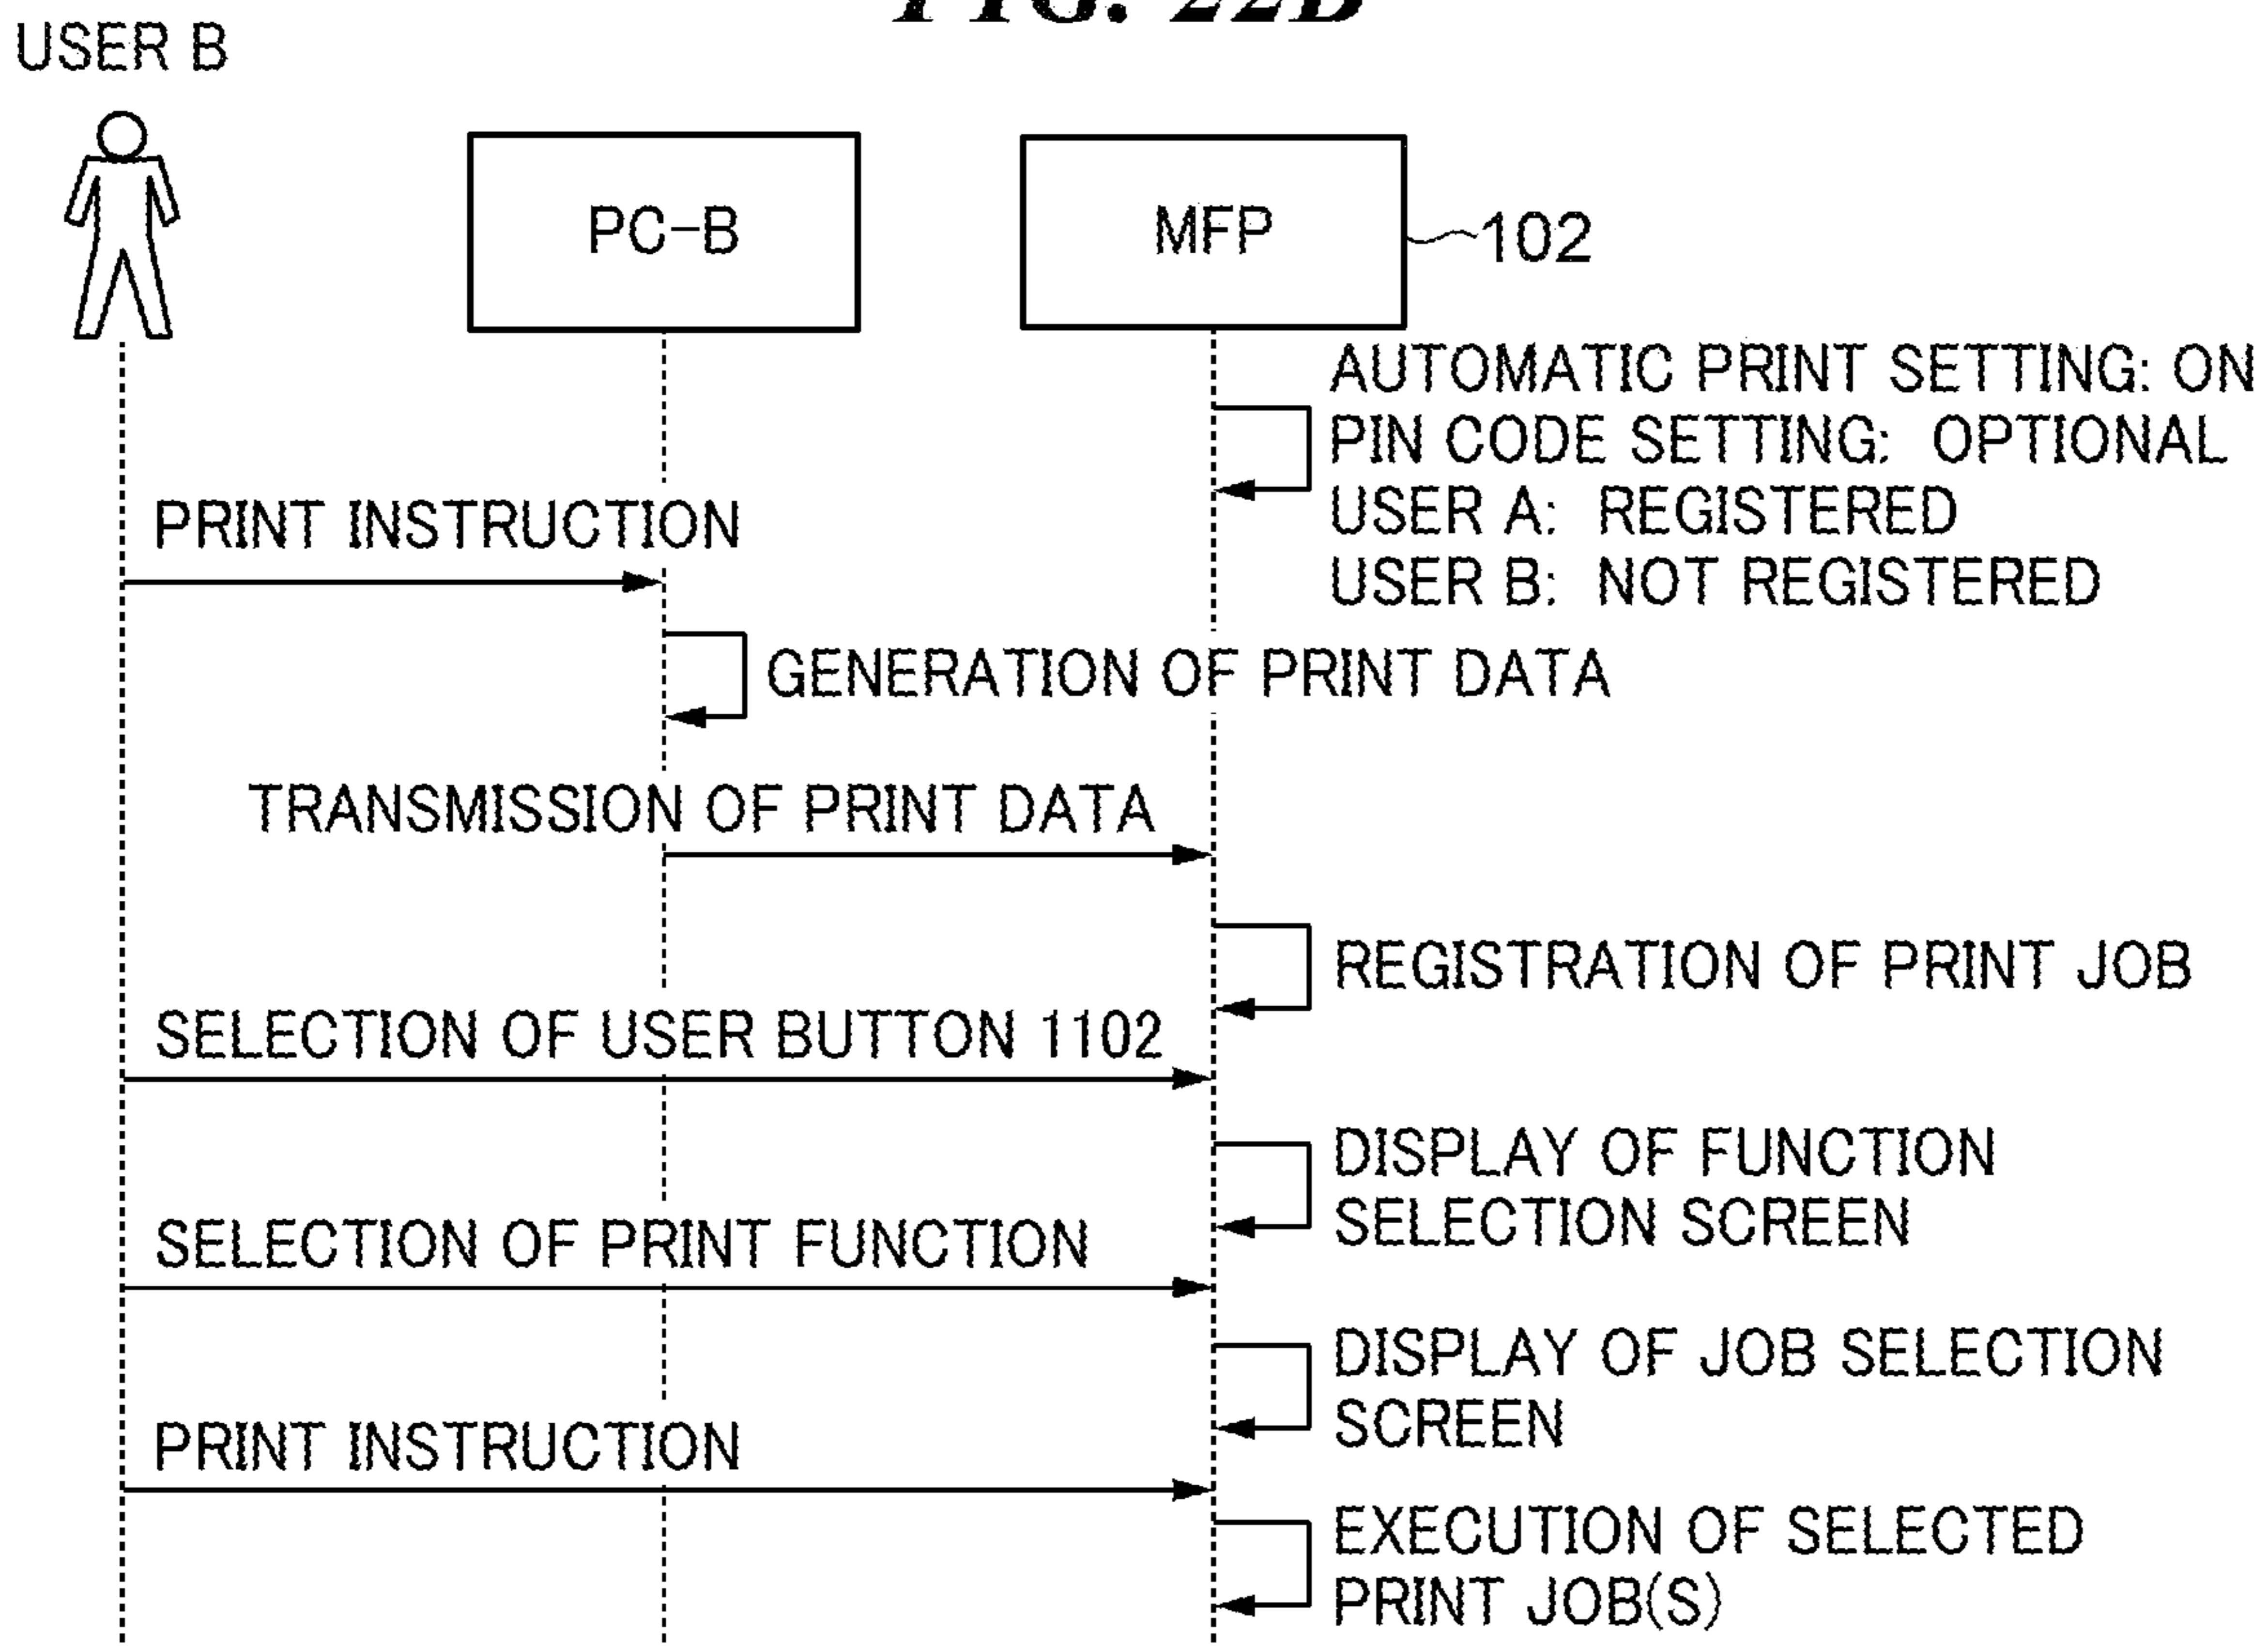 FIG. 22B
USER B
PC-B
MFP
102
AUTOMATIC PRINT SETTING: ON
PIN CODE SETTING: OPTIONAL
USER A: REGISTERED
USER B: NOT REGISTERED
PRINT INSTRUCTION
GENERATION OF PRINT DATA
TRANSMISSION OF PRINT DATA
REGISTRATION OF PRINT JOB
SELECTION OF USER BUTTON 1102
DISPLAY OF FUNCTION
SELECTION SCREEN
SELECTION OF PRINT FUNCTION
DISPLAY OF JOB SELECTION
SCREEN
PRINT INSTRUCTION
EXECUTION OF SELECTED
PRINT JOB(S)